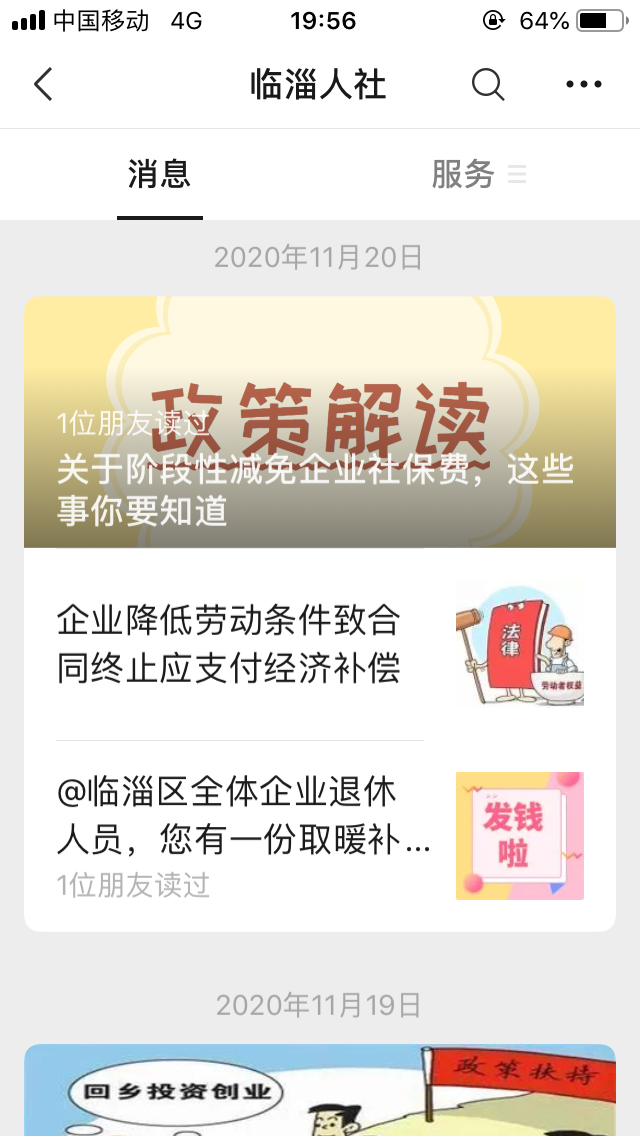 中国移动 4G 19:56 64%
临淄人社
消息 服务
2020年11月20日
政策解读
1位朋友读过
关于阶段性减免企业社保费，这些
事你要知道
企业降低劳动条件致合
同终止应支付经济补偿
法律
劳动者权益
@临淄区全体企业退休
人员，您有一份取暖补...
1位朋友读过
发钱
啦
2020年11月19日
回乡投资创业
政策扶持